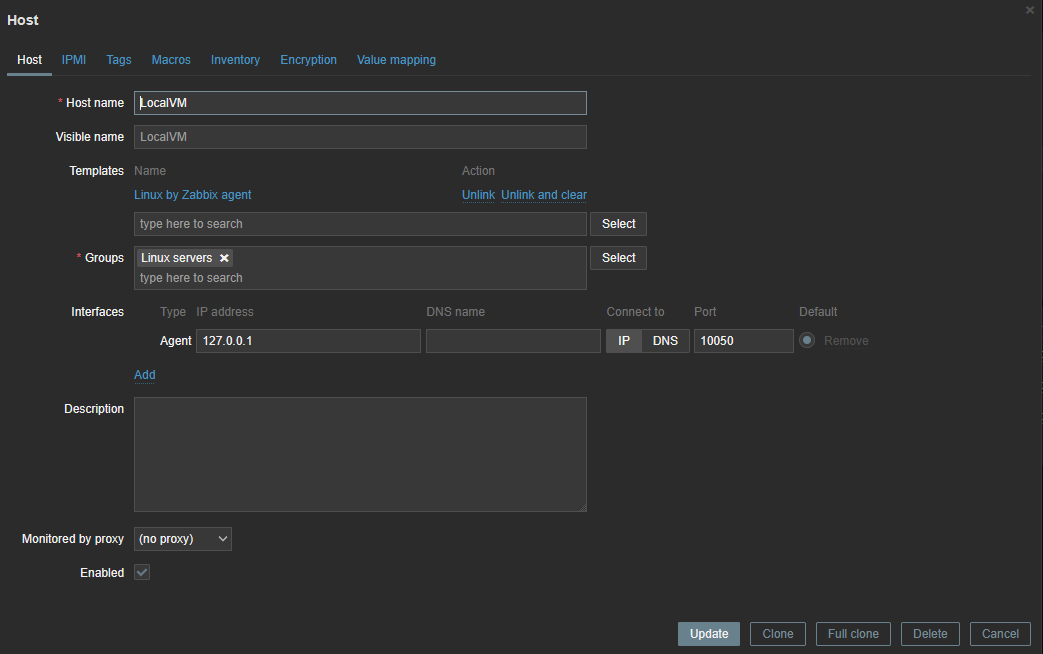 Host
Host IPMI Tags Macros Inventory Encryption Value mapping
* Host name LocalVM
Visible name LocalVM
Templates Name Action
Linux by Zabbix agent Unlink Unlink and clear
type here to search Select
* Groups Linux servers Select
type here to search
Interfaces Type IP address DNS name Connect to Port Default
Agent 127.0.0.1 IP DNS 10050 Remove
Add
Description
Monitored by proxy (no proxy)
Enabled
Update Clone Full clone Delete Cancel